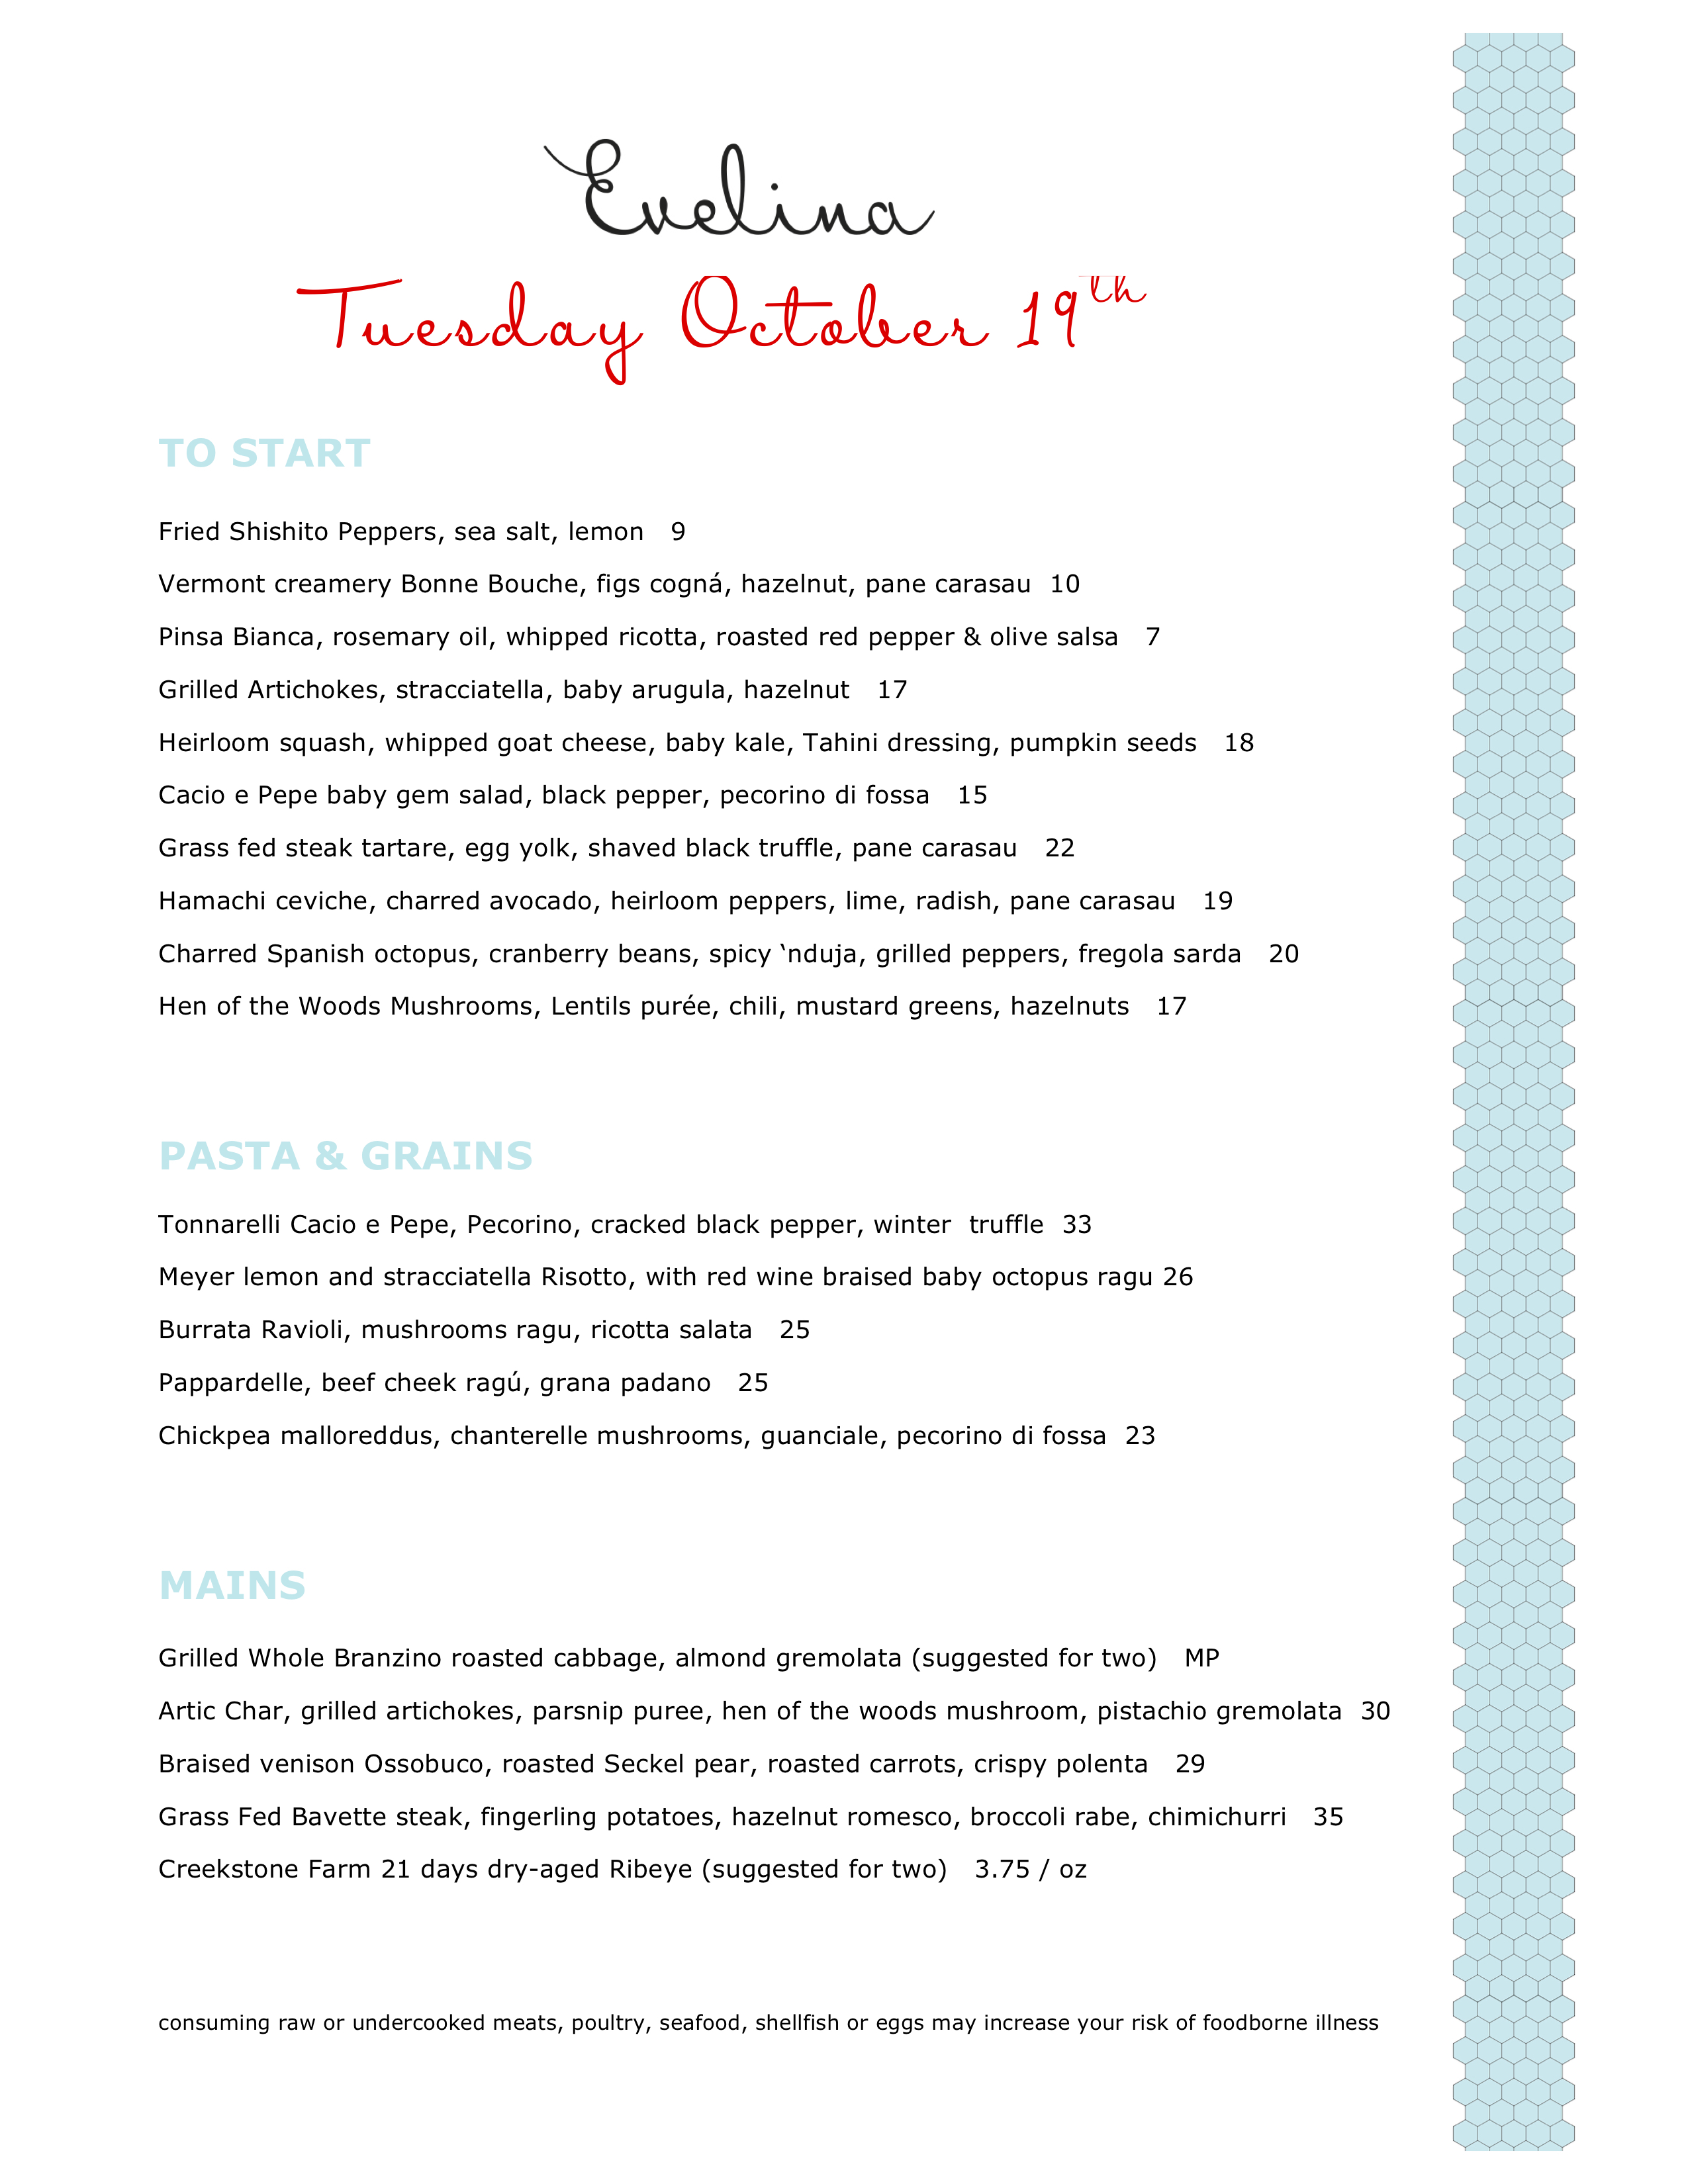 Evelina
Tuesday October 19th
TO START
Fried Shishito Peppers, sea salt, lemon 9
Vermont creamery Bonne Bouche, figs cogná, hazelnut, pane carasau 10
Pinsa Bianca, rosemary oil, whipped ricotta, roasted red pepper & olive salsa 7
Grilled Artichokes, stracciatella, baby arugula, hazelnut 17
Heirloom squash, whipped goat cheese, baby kale, Tahini dressing, pumpkin seeds 18
Cacio e Pepe baby gem salad, black pepper, pecorino di fossa 15
Grass fed steak tartare, egg yolk, shaved black truffle, pane carasau 22
Hamachi ceviche, charred avocado, heirloom peppers, lime, radish, pane carasau 19
Charred Spanish octopus, cranberry beans, spicy ‘nduja, grilled peppers, fregola sarda 20
Hen of the Woods Mushrooms, Lentils purée, chili, mustard greens, hazelnuts 17
PASTA & GRAINS
Tonnarelli Cacio e Pepe, Pecorino, cracked black pepper, winter truffle 33
Meyer lemon and stracciatella Risotto, with red wine braised baby octopus ragu 26
Burrata Ravioli, mushrooms ragu, ricotta salata 25
Pappardelle, beef cheek ragú, grana padano 25
Chickpea malloreddus, chanterelle mushrooms, guanciale, pecorino di fossa 23
MAINS
Grilled Whole Branzino roasted cabbage, almond gremolata (suggested for two) MP
Artic Char, grilled artichokes, parsnip puree, hen of the woods mushroom, pistachio gremolata 30
Braised venison Ossobuco, roasted Seckel pear, roasted carrots, crispy polenta 29
Grass Fed Bavette steak, fingerling potatoes, hazelnut romesco, broccoli rabe, chimichurri 35
Creekstone Farm 21 days dry-aged Ribeye (suggested for two) 3.75 / oz
consuming raw or undercooked meats, poultry, seafood, shellfish or eggs may increase your risk of foodborne illness